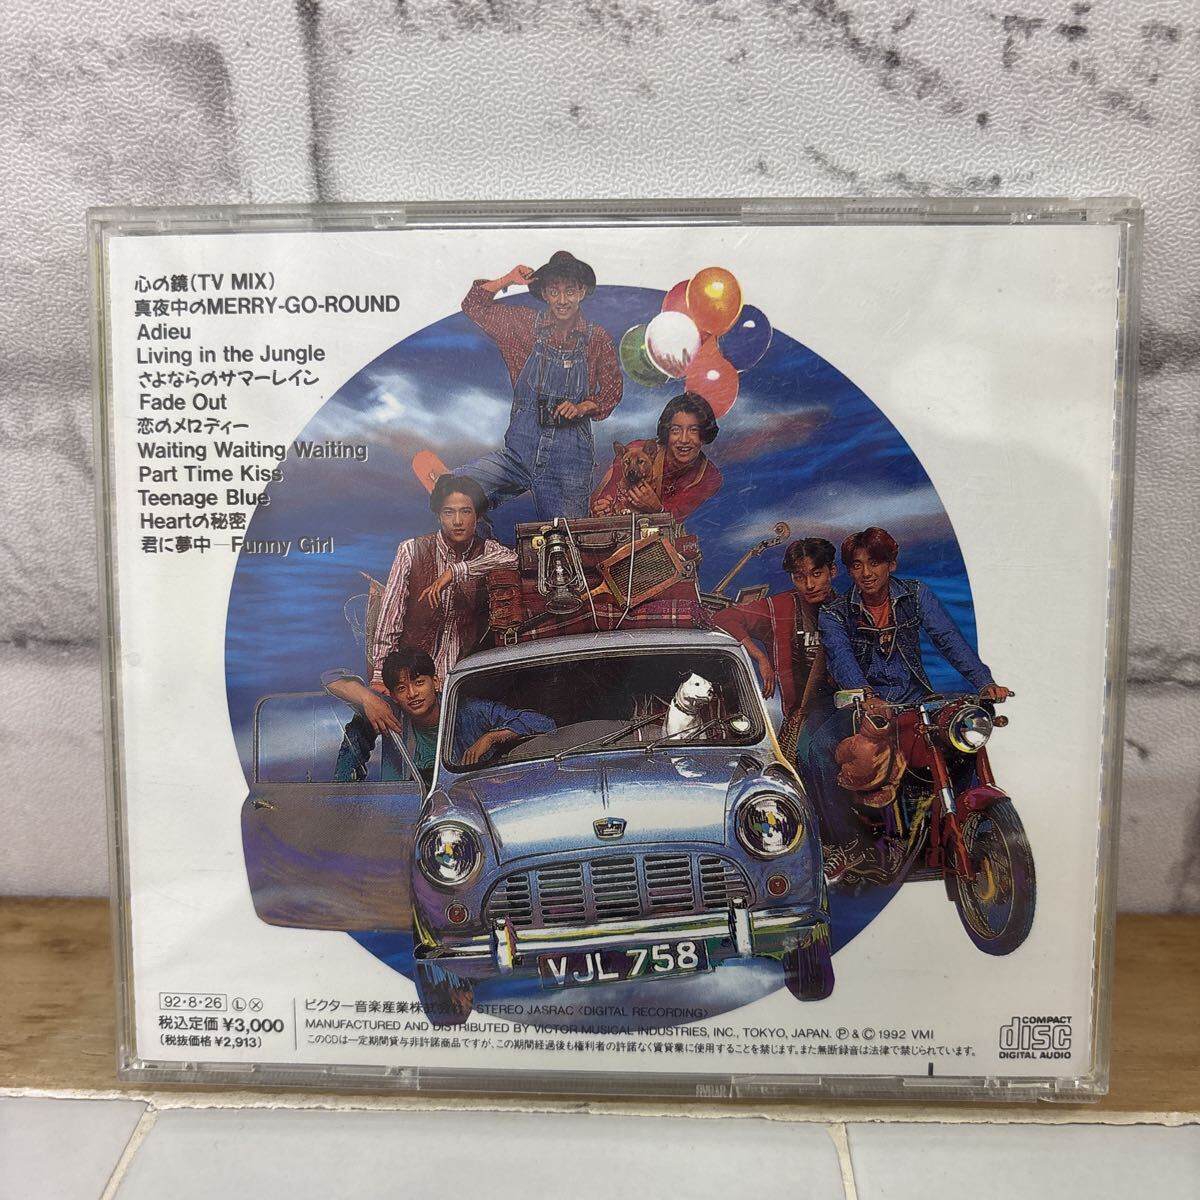 心の鏡(TV MIX)
真夜中のMERRY-GO-ROUND
Adieu
Living in the Jungle
さよならのサマーレイン
Fade Out
恋のメロディー
Waiting Waiting Waiting
Part Time Kiss
Teenage Blue
Heartの秘密
君に夢中―Funny Girl
VJL 758
92・8・26 Ⓛ ⓧ
税込定価 ¥3,000
(税抜価格 ¥2,913)
ビクター音楽産業株式会社 STEREO JASRAC 〈DIGITAL RECORDING〉
MANUFACTURED AND DISTRIBUTED BY VICTOR MUSICAL INDUSTRIES, INC., TOKYO, JAPAN. Ⓟ & © 1992 VMI
このCDは一定期間貸与非許諾商品ですが、この期間経過後も権利者の許諾なく賃貸業に使用することを禁じます。また無断録音は法律で禁じられています。
COMPACT
disc
DIGITAL AUDIO